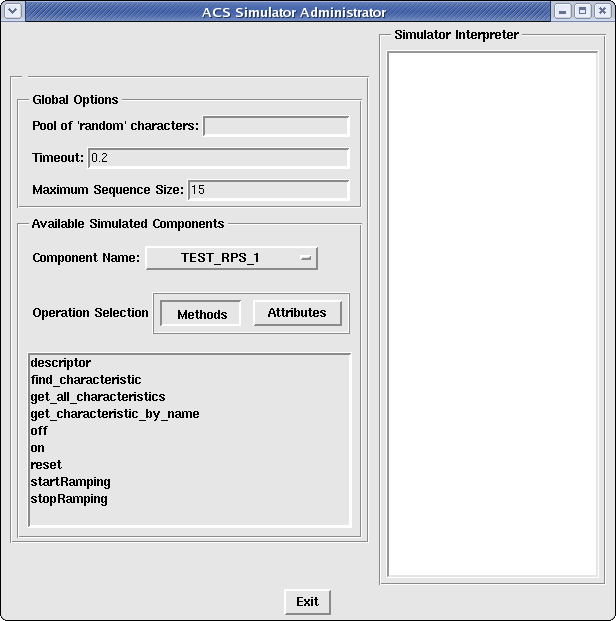 ACS Simulator Administrator
Global Options
Pool of 'random' characters:
Timeout: 0.2
Maximum Sequence Size: 15
Available Simulated Components
Component Name: TEST_RPS_1
Operation Selection Methods Attributes
descriptor
find_characteristic
get_all_characteristics
get_characteristic_by_name
off
on
reset
startRamping
stopRamping
Simulator Interpreter
Exit